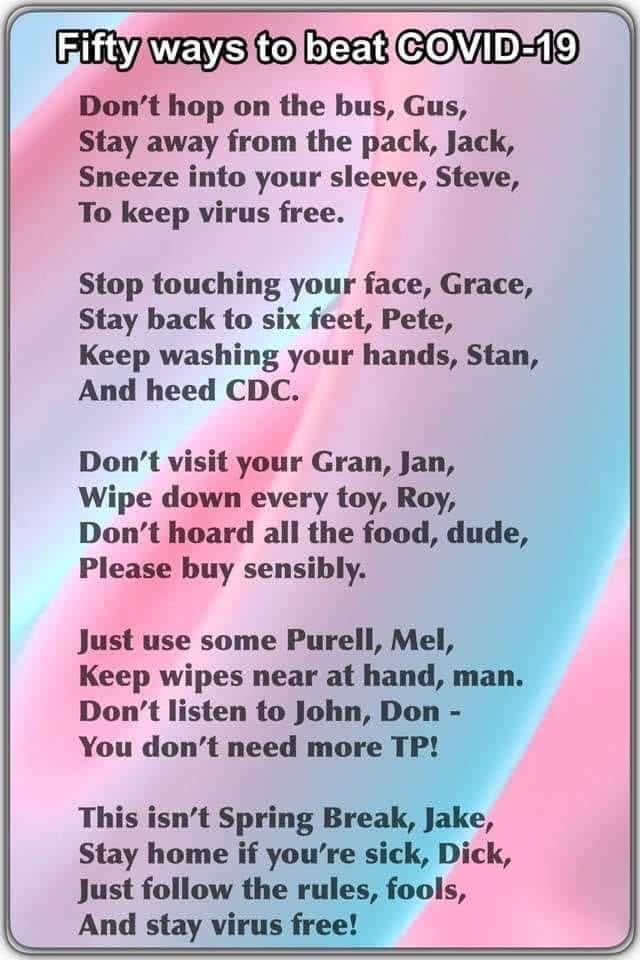 Fifty ways to beat COVID-19
Don't hop on the bus, Gus,
Stay away from the pack, Jack,
Sneeze into your sleeve, Steve,
To keep virus free.
Stop touching your face, Grace,
Stay back to six feet, Pete,
Keep washing your hands, Stan,
And heed CDC.
Don't visit your Gran, Jan,
Wipe down every toy, Roy,
Don't hoard all the food, dude,
Please buy sensibly.
Just use some Purell, Mel,
Keep wipes near at hand, man.
Don't listen to John, Don -
You don't need more TP!
This isn't Spring Break, Jake,
Stay home if you're sick, Dick,
Just follow the rules, fools,
And stay virus free!